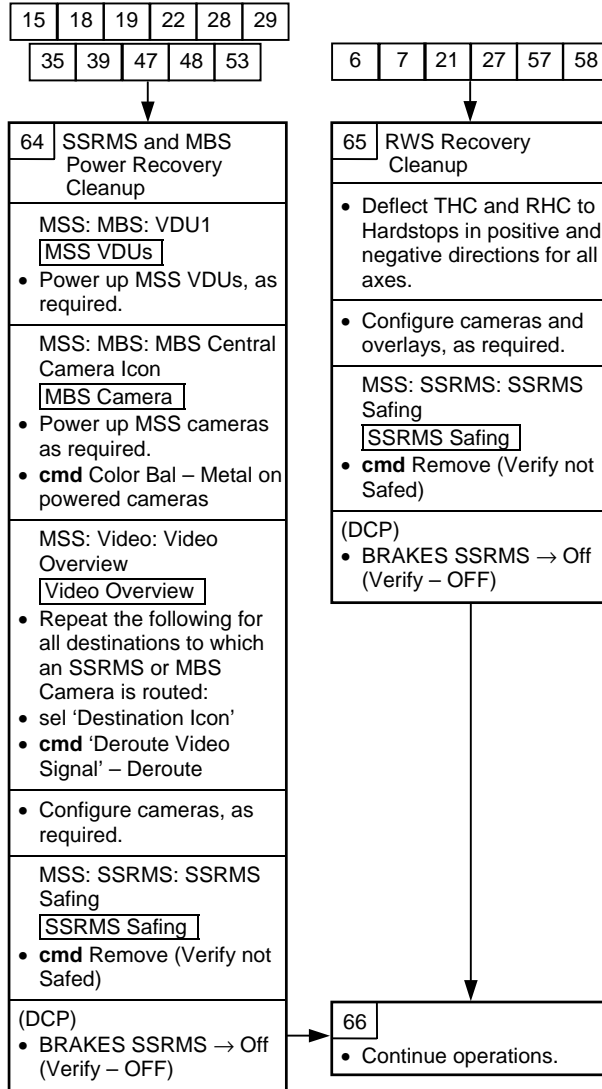 15 18 19 22 28 29
35 39 47 48 53
64 SSRMS and MBS
Power Recovery
Cleanup
MSS: MBS: VDU1
MSS VDUs
• Power up MSS VDUs, as
required.
MSS: MBS: MBS Central
Camera Icon
MBS Camera
• Power up MSS cameras
as required.
• cmd Color Bal – Metal on
powered cameras
MSS: Video: Video
Overview
Video Overview
• Repeat the following for
all destinations to which
an SSRMS or MBS
Camera is routed:
• sel ‘Destination Icon’
• cmd ‘Deroute Video
Signal’ – Deroute
• Configure cameras, as
required.
MSS: SSRMS: SSRMS
Safing
SSRMS Safing
• cmd Remove (Verify not
Safed)
(DCP)
• BRAKES SSRMS → Off
(Verify – OFF)
6 7 21 27 57 58
65 RWS Recovery
Cleanup
• Deflect THC and RHC to
Hardstops in positive and
negative directions for all
axes.
• Configure cameras and
overlays, as required.
MSS: SSRMS: SSRMS
Safing
SSRMS Safing
• cmd Remove (Verify not
Safed)
(DCP)
• BRAKES SSRMS → Off
(Verify – OFF)
66
• Continue operations.